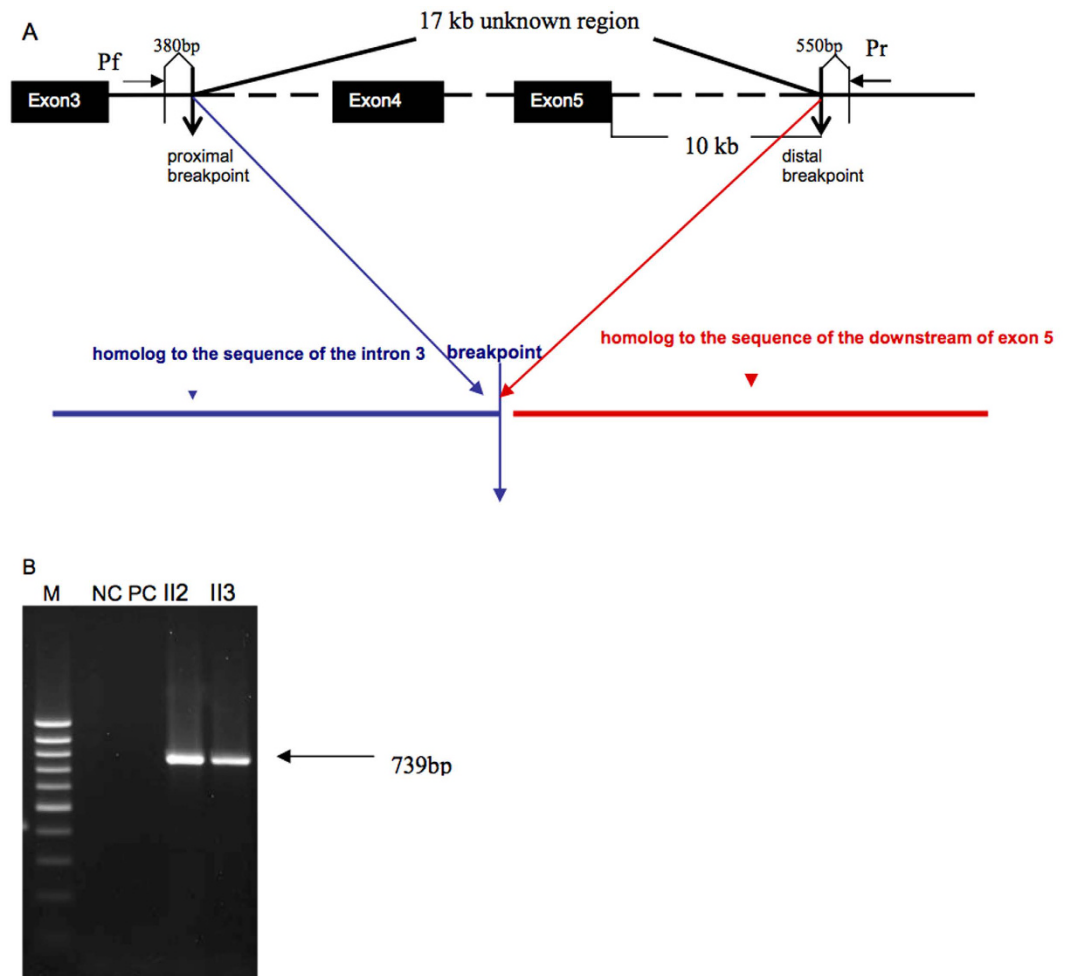 A
17 kb unknown region
380bp
550bp
Pf
Pr
Exon3
Exon4
Exon5
10 kb
proximal
breakpoint
distal
breakpoint
homolog to the sequence of the intron 3
breakpoint
homolog to the sequence of the downstream of exon 5
B
M NC PC II2 II3
739bp